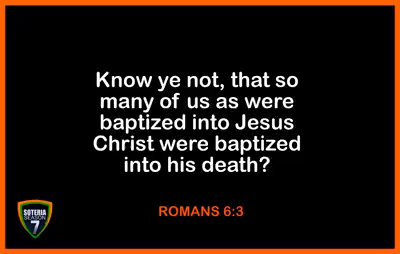 Know ye not, that so
many of us as were
baptized into Jesus
Christ were baptized
into his death?
ROMANS 6:3
SOTERIA
SEASON
7